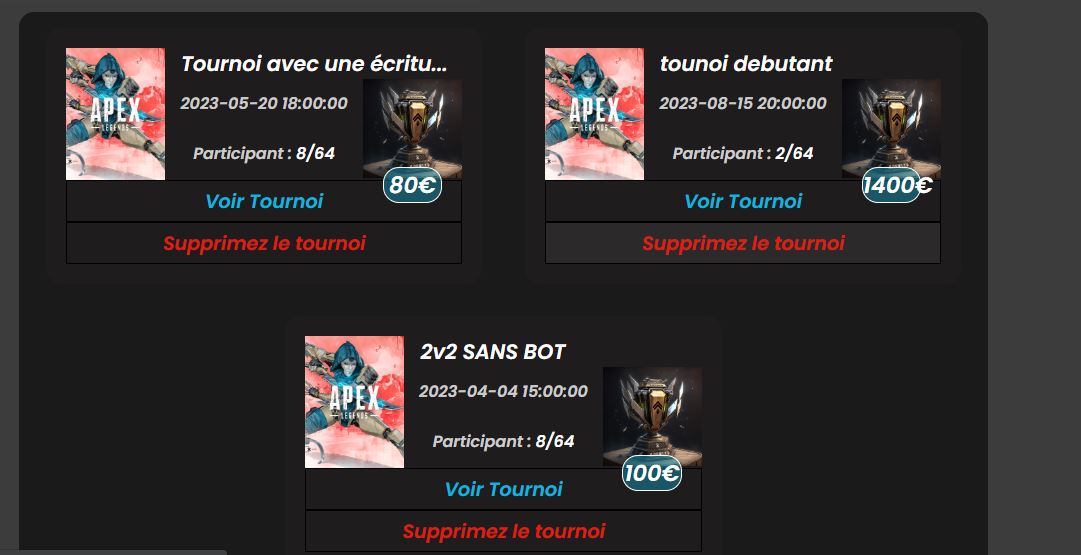 Tournoi avec une écritu...
2023-05-20 18:00:00
APEX
LEGENDS
Participant : 8/64
80€
Voir Tournoi
Supprimez le tournoi
tounoi debutant
2023-08-15 20:00:00
APEX
LEGENDS
Participant : 2/64
1400€
Voir Tournoi
Supprimez le tournoi
2v2 SANS BOT
2023-04-04 15:00:00
APEX
LEGENDS
Participant : 8/64
100€
Voir Tournoi
Supprimez le tournoi